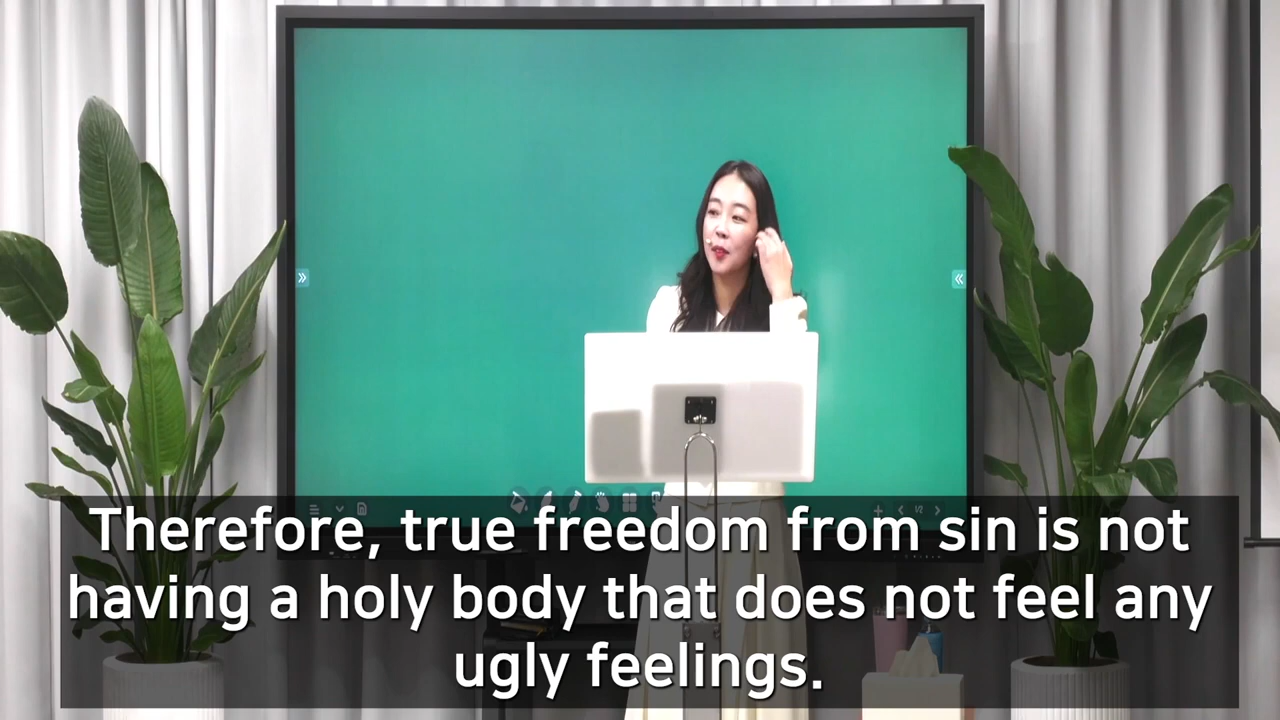 Therefore, true freedom from sin is not
having a holy body that does not feel any
ugly feelings.